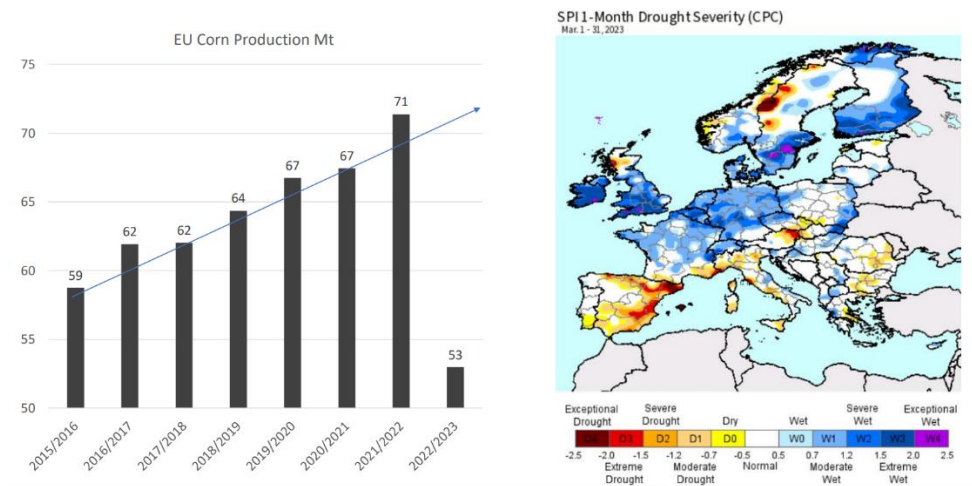 EU Corn Production Mt
75
70
65
60
55
50
59
62
62
64
67
67
71
53
2015/2016
2016/2017
2017/2018
2018/2019
2019/2020
2020/2021
2021/2022
2022/2023
SPI 1-Month Drought Severity (CPC)
Mar. 1 - 31, 2023
Exceptional Drought
Severe Drought
Dry
Wet
Severe Wet
Exceptional Wet
D4 D3 D2 D1 D0 W0 W1 W2 W3 W4
-2.5 -2.0 -1.5 -1.2 -0.7 -0.5 0.5 0.7 1.2 1.5 2.0 2.5
Extreme Drought
Moderate Drought
Normal
Moderate Wet
Extreme Wet